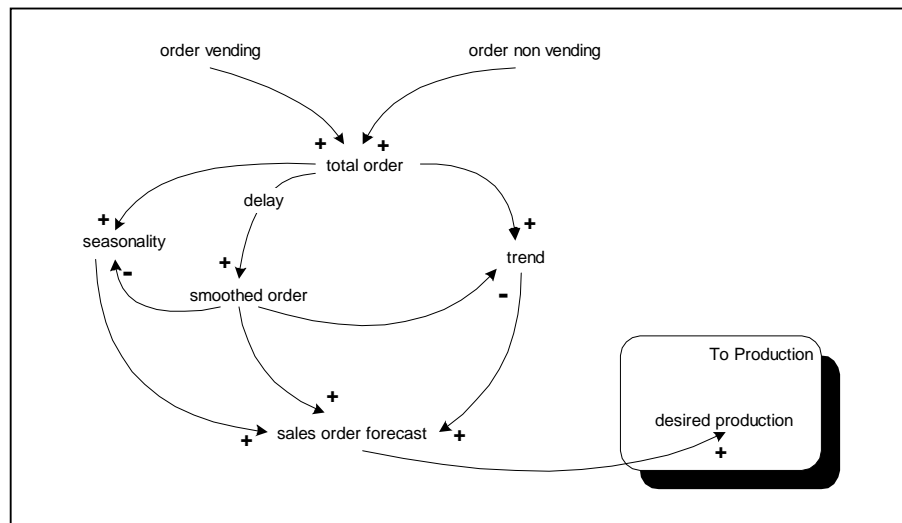 order vending
order non vending
+
+
total order
delay
+
+
seasonality
trend
-
+
smoothed order
-
To Production
+
desired production
+
sales order forecast
+
+